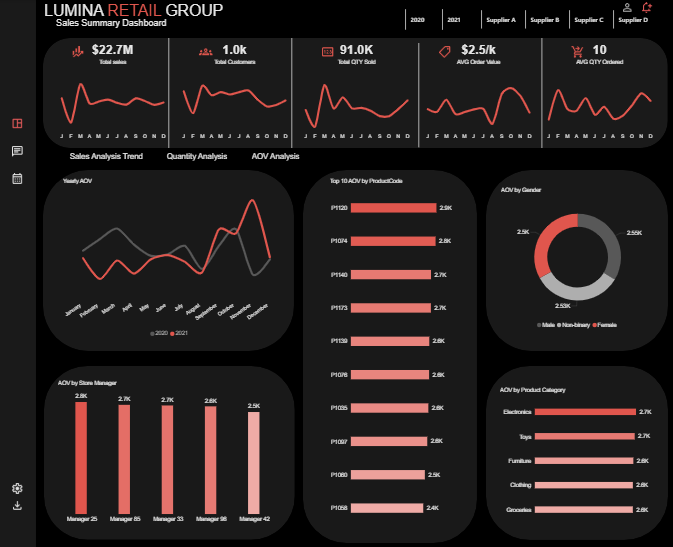 LUMINA RETAIL GROUP
Sales Summary Dashboard
2020 2021 Supplier A Supplier B Supplier C Supplier D
$22.7M
Total sales
J F M A M J J A S O N D
1.0k
Total Customers
J F M A M J J A S O N D
91.0K
Total QTY Sold
J F M A M J J A S O N D
$2.5/k
AVG Order Value
J F M A M J J A S O N D
10
AVG QTY Ordered
J F M A M J J A S O N D
Sales Analysis Trend Quantity Analysis AOV Analysis
Yearly AOV
January February March April May June July August September October November December
2020 2021
AOV by Store Manager
2.8K 2.7K 2.7K 2.6K 2.5K
Manager 25 Manager 85 Manager 33 Manager 98 Manager 42
Top 10 AOV by ProductCode
P1120 2.9K
P1074 2.8K
P1140 2.7K
P1173 2.7K
P1139 2.6K
P1076 2.6K
P1035 2.6K
P1097 2.6K
P1060 2.5K
P1058 2.4K
AOV by Gender
2.5K 2.55K
2.53K
Male Non-binary Female
AOV by Product Category
Electronics 2.7K
Toys 2.7K
Furniture 2.6K
Clothing 2.6K
Groceries 2.6K